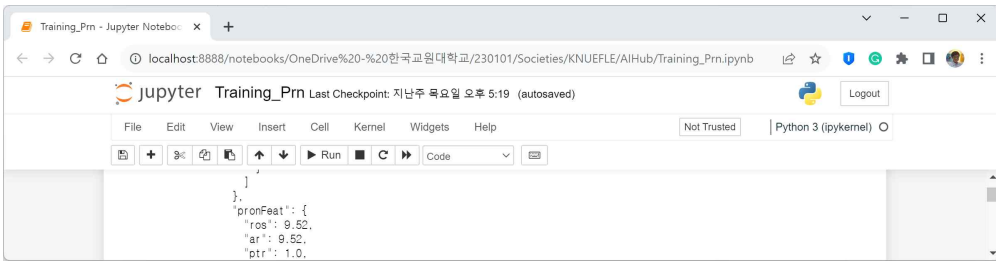 Training_Prn - Jupyter Noteboc
localhost:8888/notebooks/OneDrive%20-%20한국교원대학교/230101/Societies/KNUEFLE/AIHub/Training_Prn.ipynb
jupyter Training_Prn Last Checkpoint: 지난주 목요일 오후 5:19 (autosaved)
Logout
File Edit View Insert Cell Kernel Widgets Help
Not Trusted
Python 3 (ipykernel)
Run
Code
]
]
},
"pronFeat": {
"ros": 9.52,
"ar": 9.52,
"ptr": 1.0,